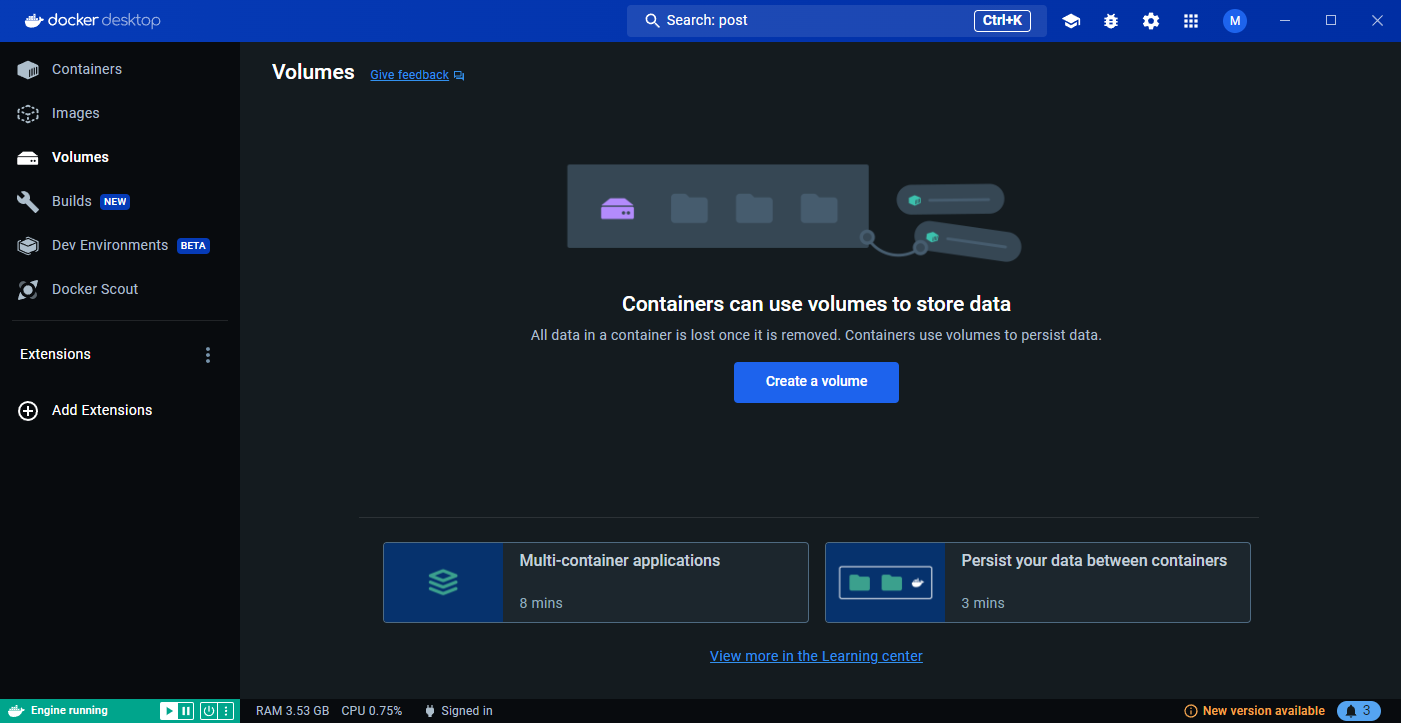 docker desktop
Search: post
Ctrl+K
M
Containers
Images
Volumes
Builds NEW
Dev Environments BETA
Docker Scout
Extensions
Add Extensions
Volumes
Give feedback
Containers can use volumes to store data
All data in a container is lost once it is removed. Containers use volumes to persist data.
Create a volume
Multi-container applications
8 mins
Persist your data between containers
3 mins
View more in the Learning center
Engine running
RAM 3.53 GB CPU 0.75% Signed in
New version available
3